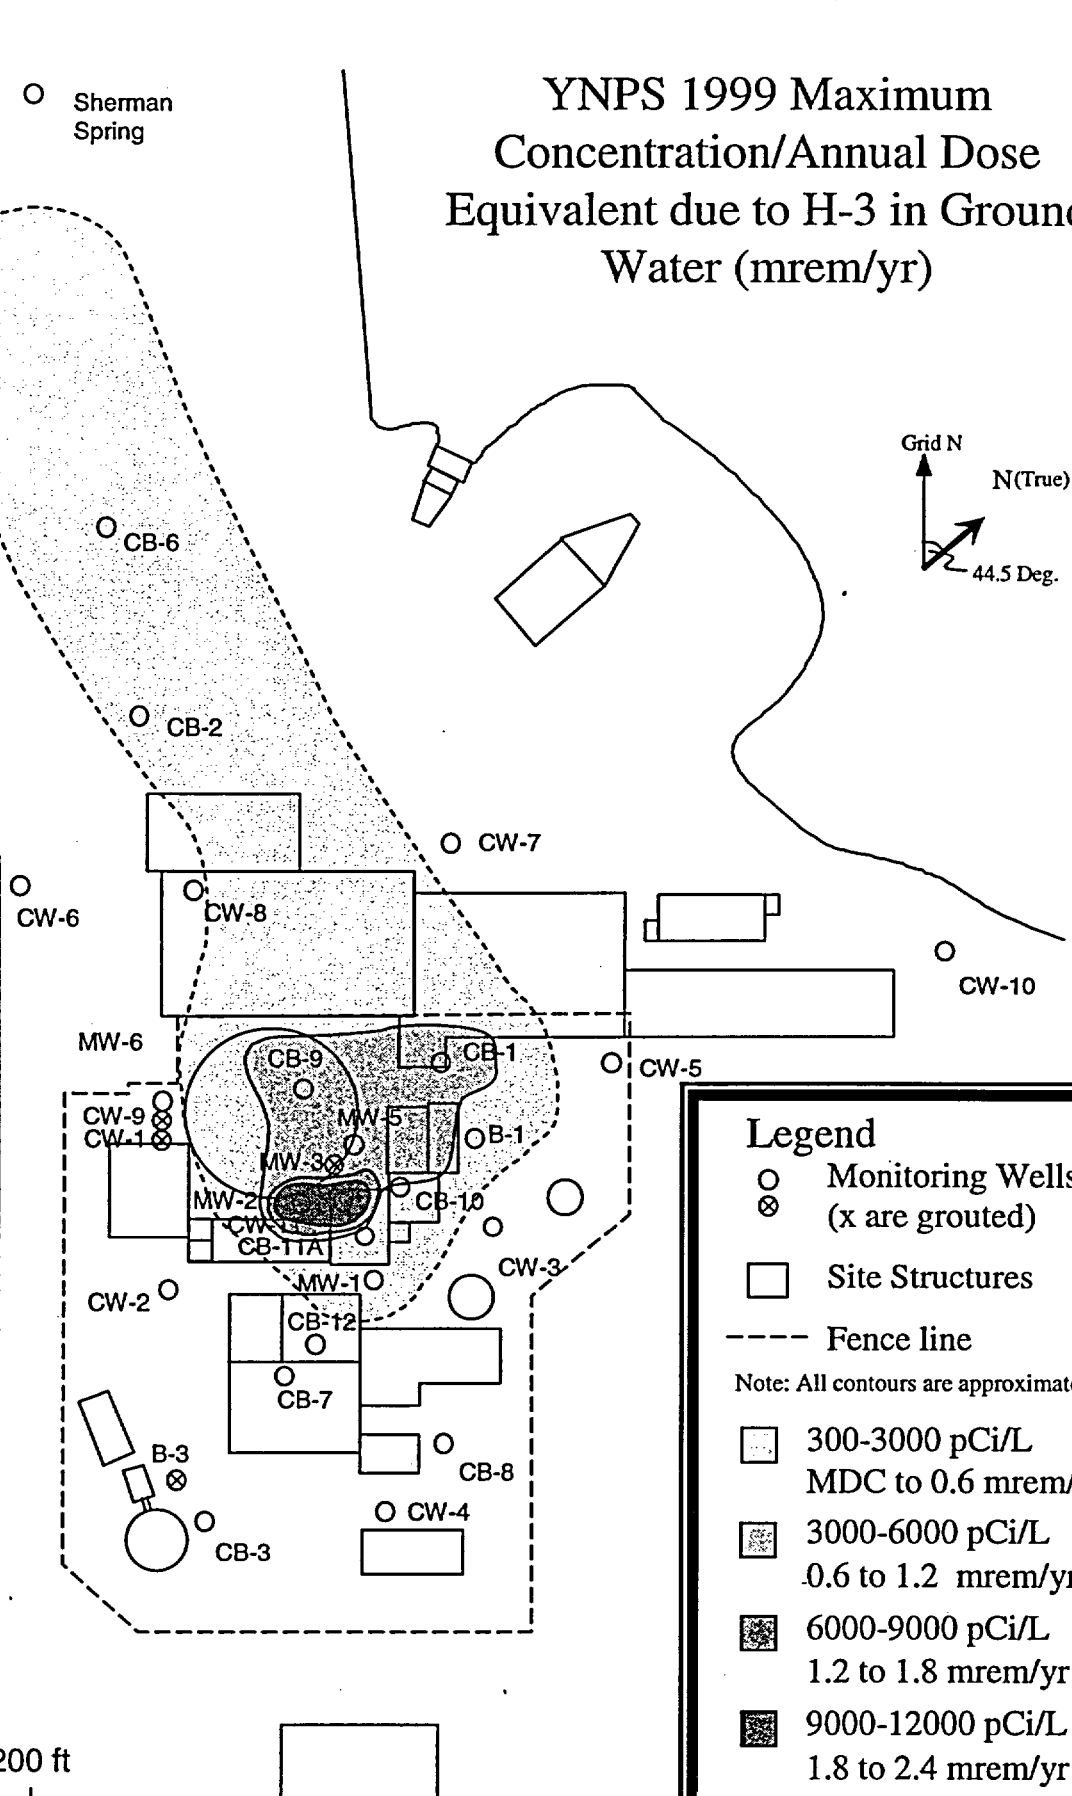 YNPS 1999 Maximum
Concentration/Annual Dose
Equivalent due to H-3 in Ground
Water (mrem/yr)
Sherman
Spring
Grid N
N(True)
44.5 Deg.
CB-6
CB-2
CW-7
CW-6
CW-8
CW-10
MW-6
CB-9
CB-1
CW-5
CW-9
CW-1
MW-5
B-1
MW-3
MW-2
CB-10
CB-11A
CW-3
MW-1
CW-2
CB-12
CB-7
B-3
CB-8
CW-4
CB-3
200 ft
Legend
Monitoring Wells
(x are grouted)
Site Structures
Fence line
Note: All contours are approximate
300-3000 pCi/L
MDC to 0.6 mrem/
3000-6000 pCi/L
0.6 to 1.2 mrem/yr
6000-9000 pCi/L
1.2 to 1.8 mrem/yr
9000-12000 pCi/L
1.8 to 2.4 mrem/yr